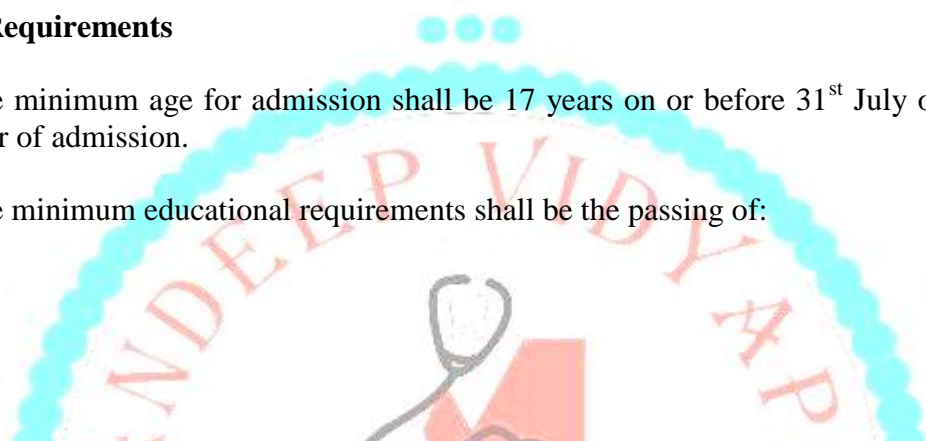 Requirements
e minimum age for admission shall be 17 years on or before 31st July o
r of admission.
e minimum educational requirements shall be the passing of:
NDEEP VIDYAP